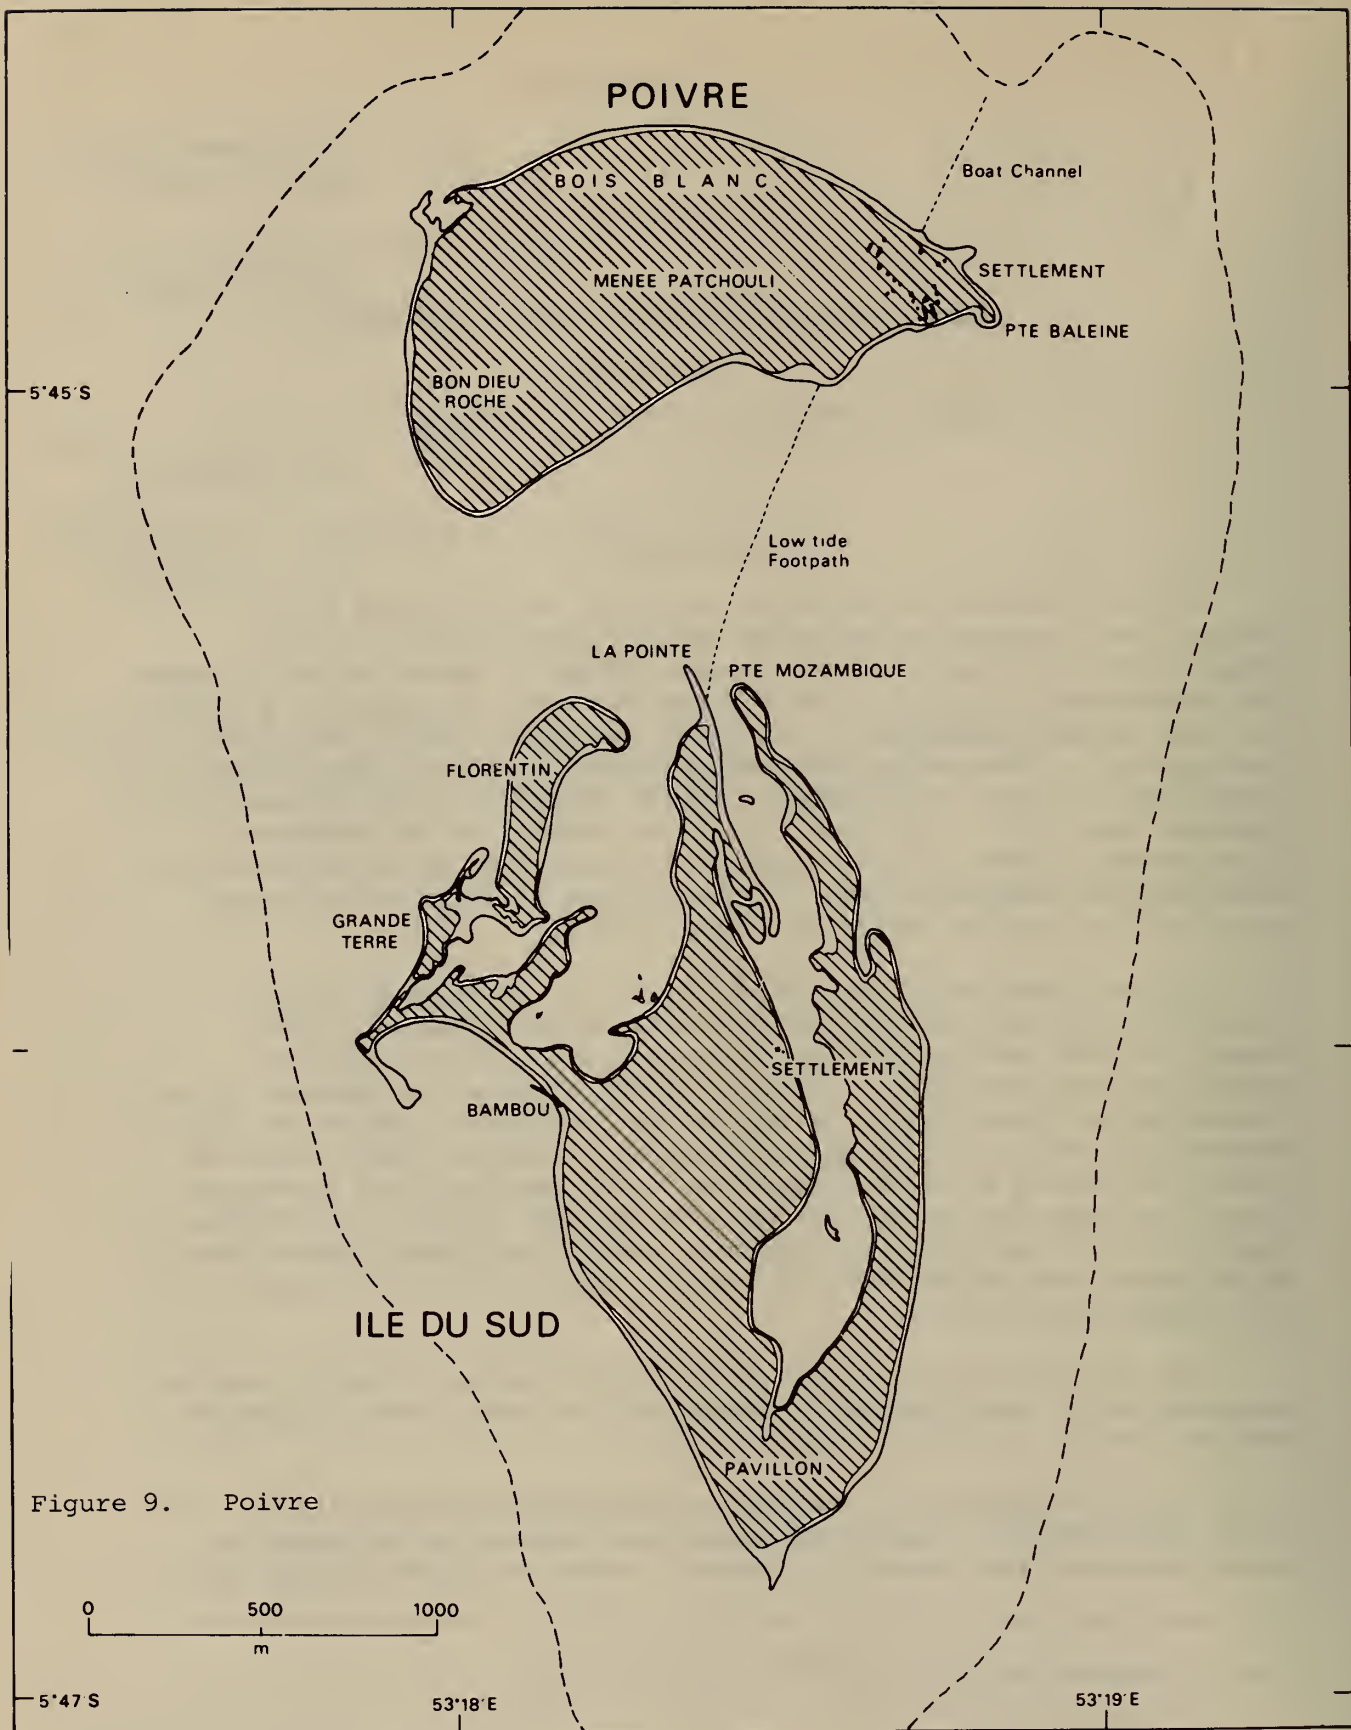 POIVRE
BOIS BLANC
Boat Channel
MENEE PATCHOULI
SETTLEMENT
PTE BALEINE
5°45'S
BON DIEU
ROCHE
Low tide
Footpath
LA POINTE
PTE MOZAMBIQUE
FLORENTIN
GRANDE
TERRE
SETTLEMENT
BAMBOU
ILE DU SUD
PAVILLON
Figure 9. Poivre
0 500 1000
m
5°47'S
53°18'E
53°19'E